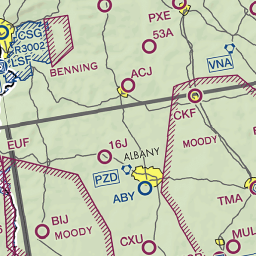 PXE
CSG
R3002
LSF
53A
BENNING
VNA
ACJ
CKF
MOODY
EUF
16J
ALBANY
PZD
ABY
TMA
BIJ
MOODY
CXU
MUL